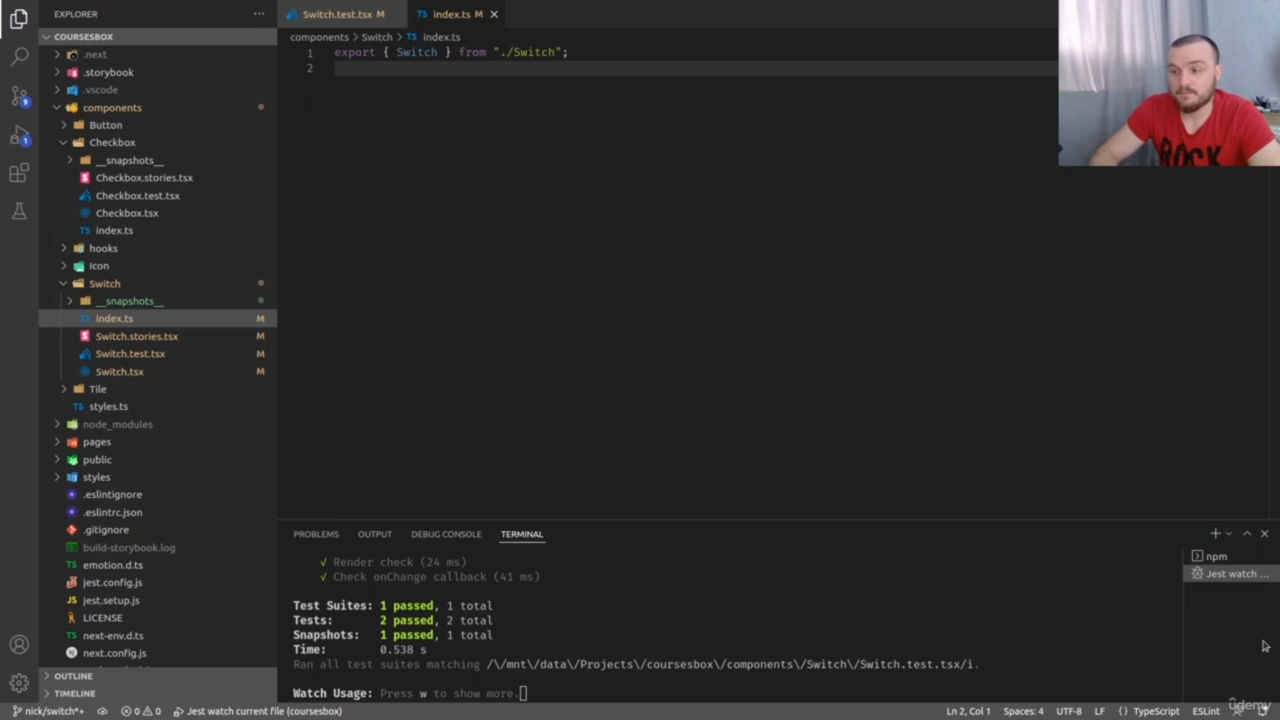 EXPLORER
COURSESBOX
.next
.storybook
.vscode
components
Button
Checkbox
__snapshots__
Checkbox.stories.tsx
Checkbox.test.tsx
Checkbox.tsx
index.ts
hooks
Icon
Switch
__snapshots__
index.ts M
Switch.stories.tsx M
Switch.test.tsx M
Switch.tsx M
Tile
styles.ts
node_modules
pages
public
styles
.eslintignore
.eslintrc.json
.gitignore
build-storybook.log
emotion.d.ts
jest.config.js
jest.setup.js
LICENSE
next-env.d.ts
next.config.js
OUTLINE
TIMELINE
Switch.test.tsx M
index.ts M
components > Switch > TS index.ts
1 export { Switch } from "./Switch";
2
ROCK
PROBLEMS OUTPUT DEBUG CONSOLE TERMINAL
√ Render check (24 ms)
√ Check onChange callback (41 ms)
Test Suites: 1 passed, 1 total
Tests: 2 passed, 2 total
Snapshots: 1 passed, 1 total
Time: 0.538 s
Ran all test suites matching /\/mnt\/data\/Projects\/coursesbox\/components\/Switch\/Switch.test.tsx/i.
Watch Usage: Press w to show more.
npm
Jest watch ...
nick/switch*+ 0 0 Jest watch current file (coursesbox)
Ln 2, Col 1 Spaces: 4 UTF-8 LF {} TypeScript ESLint
ûdemy